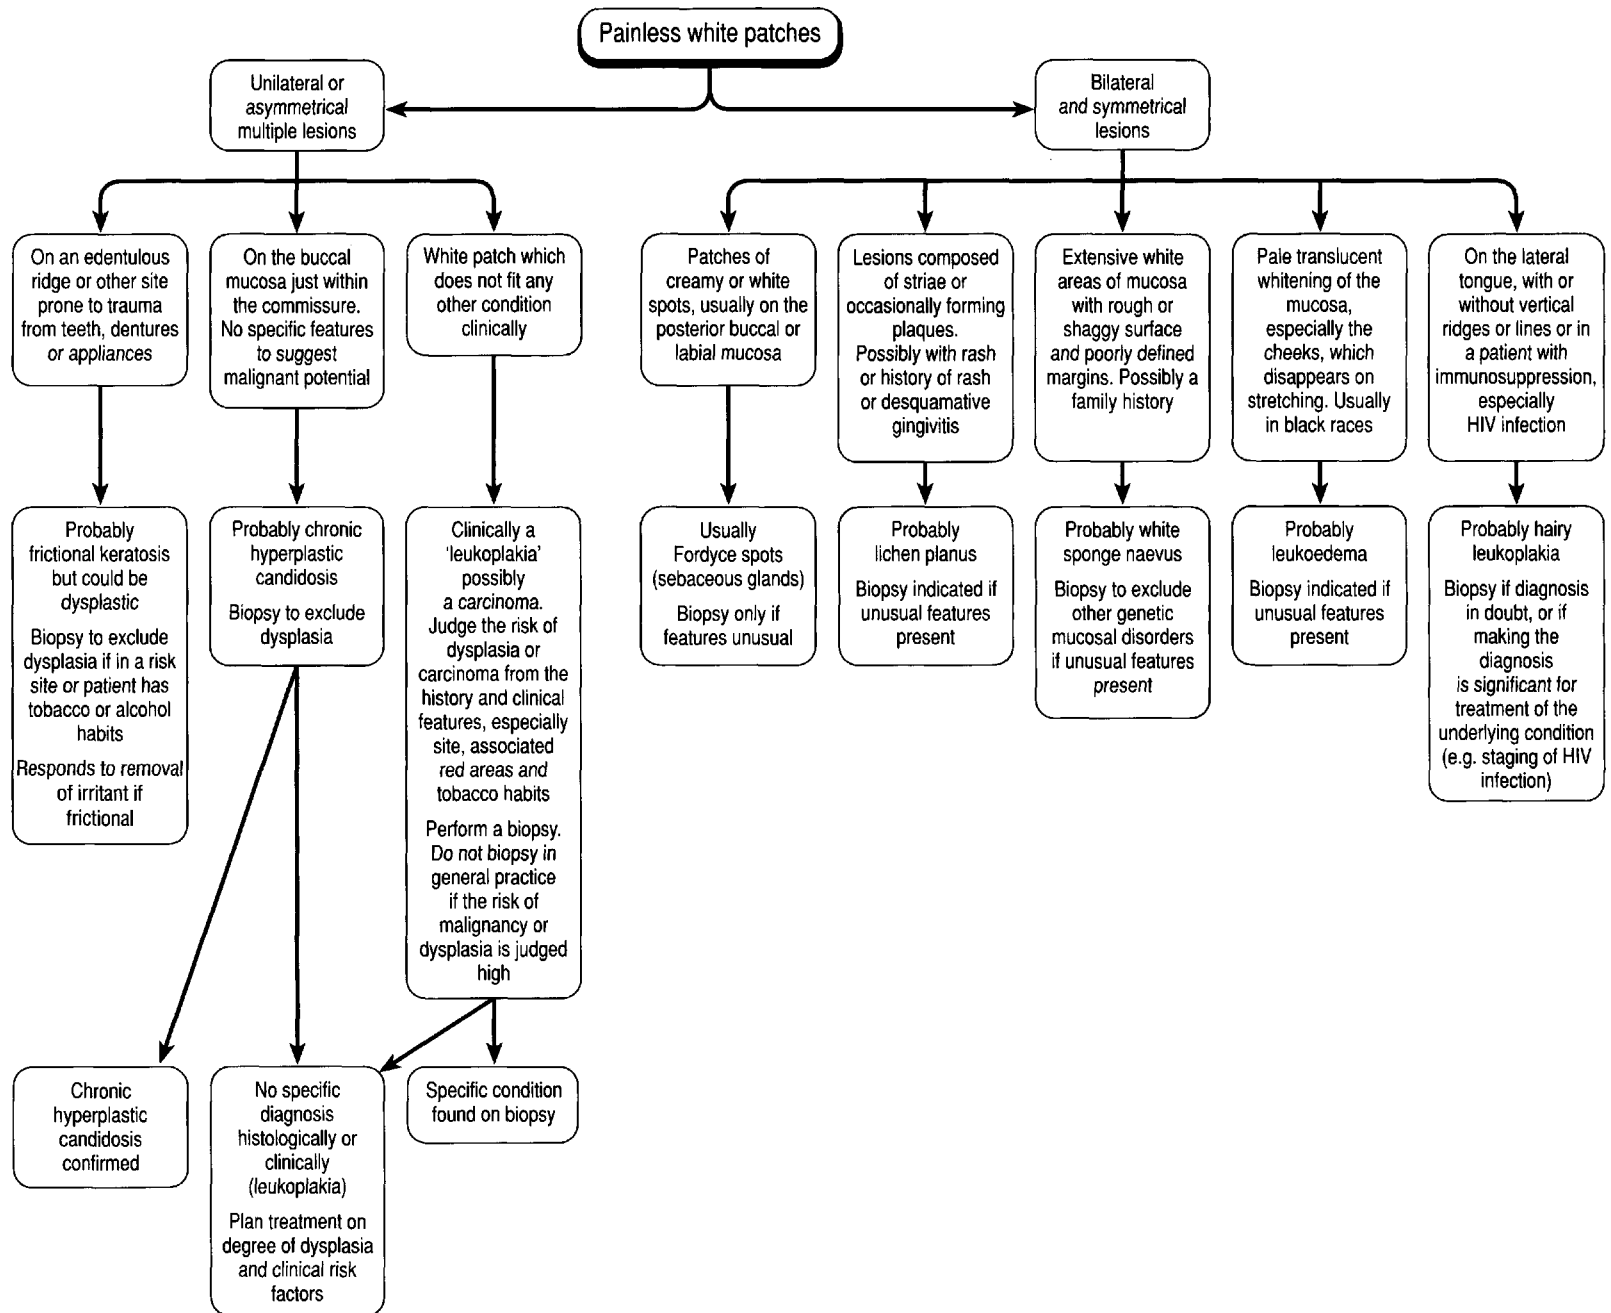 Painless white patches
Unilateral or
asymmetrical
multiple lesions
Bilateral
and symmetrical
lesions
On an edentulous
ridge or other site
prone to trauma
from teeth, dentures
or appliances
On the buccal
mucosa just within
the commissure.
No specific features
to suggest
malignant potential
White patch which
does not fit any
other condition
clinically
Patches of
creamy or white
spots, usually on the
posterior buccal or
labial mucosa
Lesions composed
of striae or
occasionally forming
plaques.
Possibly with rash
or history of rash
or desquamative
gingivitis
Extensive white
areas of mucosa
with rough or
shaggy surface
and poorly defined
margins. Possibly a
family history
Pale translucent
whitening of the
mucosa,
especially the
cheeks, which
disappears on
stretching. Usually
in black races
On the lateral
tongue, with or
without vertical
ridges or lines or in
a patient with
immunosuppression,
especially
HIV infection
Probably
frictional keratosis
but could be
dysplastic
Biopsy to exclude
dysplasia if in a risk
site or patient has
tobacco or alcohol
habits
Responds to removal
of irritant if
frictional
Probably chronic
hyperplastic
candidosis
Biopsy to exclude
dysplasia
Clinically a
'leukoplakia'
possibly
a carcinoma.
Judge the risk of
dysplasia or
carcinoma from the
history and clinical
features, especially
site, associated
red areas and
tobacco habits
Perform a biopsy.
Do not biopsy in
general practice
if the risk of
malignancy or
dysplasia is judged
high
Usually
Fordyce spots
(sebaceous glands)
Biopsy only if
features unusual
Probably
lichen planus
Biopsy indicated if
unusual features
present
Probably white
sponge naevus
Biopsy to exclude
other genetic
mucosal disorders
if unusual features
present
Probably
leukoedema
Biopsy indicated if
unusual features
present
Probably hairy
leukoplakia
Biopsy if diagnosis
in doubt, or if
making the
diagnosis
is significant for
treatment of the
underlying condition
(e.g. staging of HIV
infection)
Chronic
hyperplastic
candidosis
confirmed
No specific
diagnosis
histologically or
clinically
(leukoplakia)
Plan treatment on
degree of dysplasia
and clinical risk
factors
Specific condition
found on biopsy